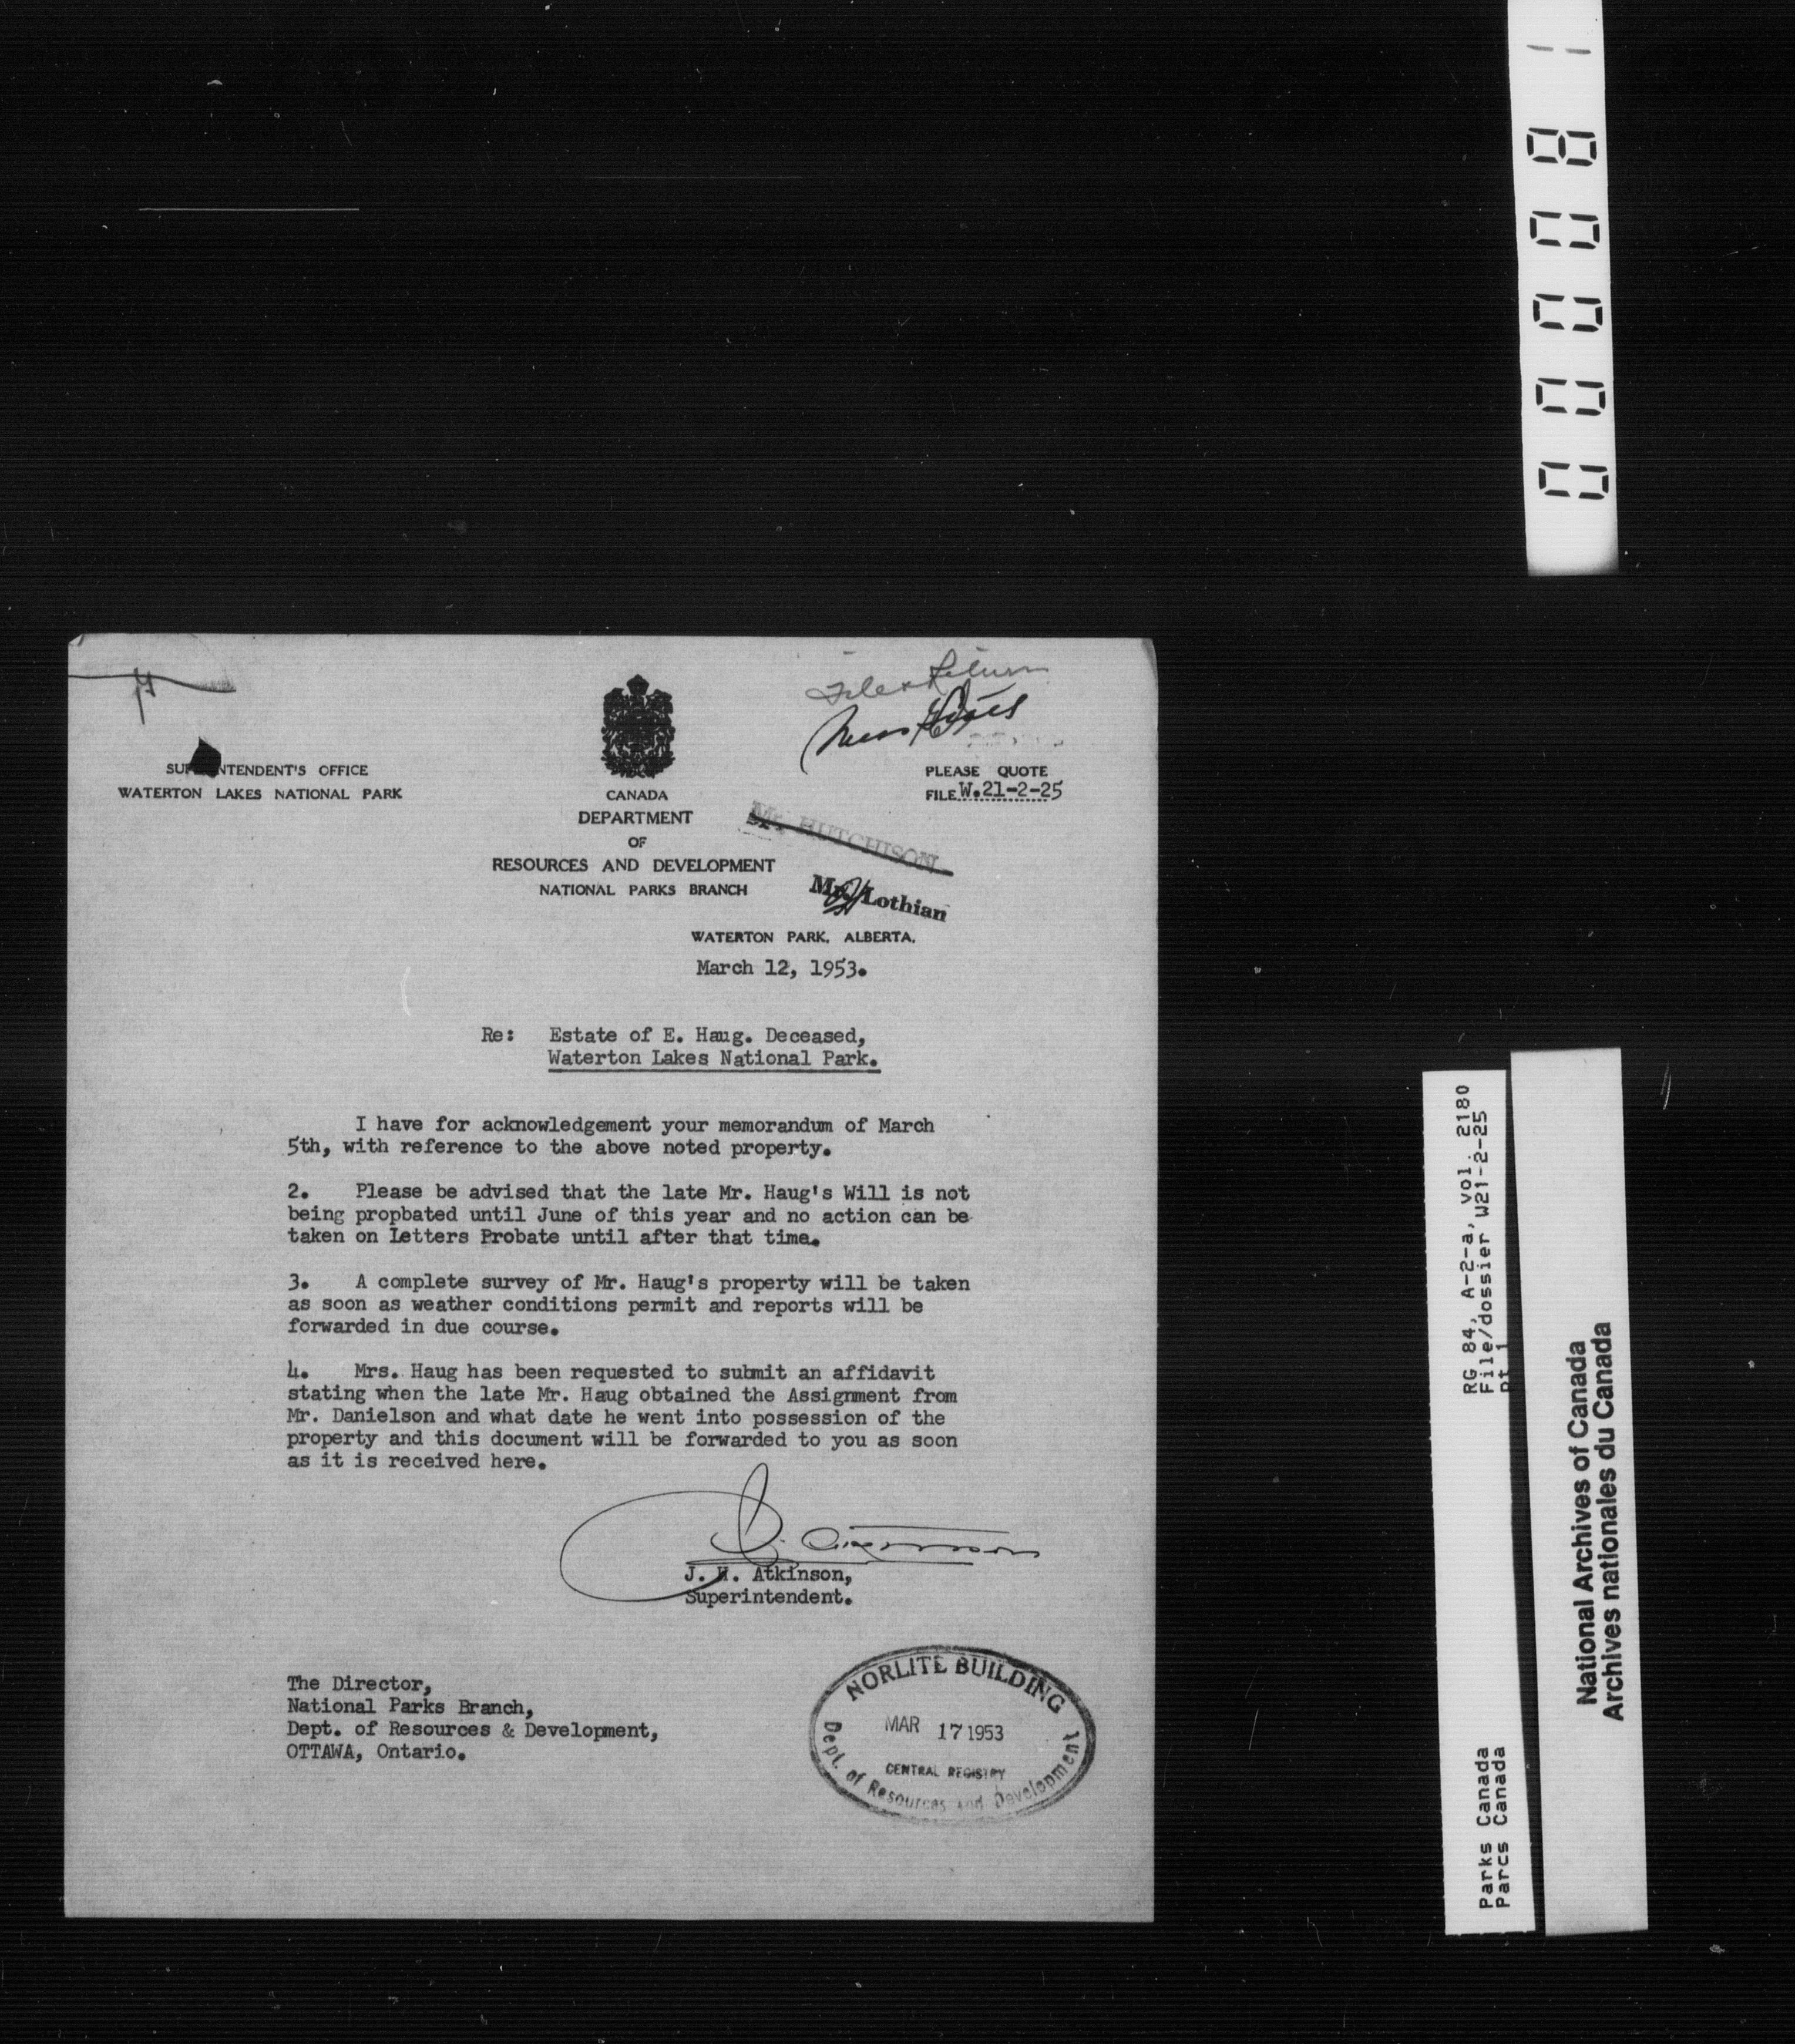 File & Return
SUP NTENDENT'S OFFICE
WATERTON LAKES NATIONAL PARK
CANADA
DEPARTMENT
OF
RESOURCES AND DEVELOPMENT
NATIONAL PARKS BRANCH
PLEASE QUOTE
FILE W.21-2-25
Mr. HUTCHISON
Mr. Lothian
WATERTON PARK, ALBERTA.
March 12, 1953.
Re: Estate of E. Haug. Deceased,
Waterton Lakes National Park.
I have for acknowledgement your memorandum of March
5th, with reference to the above noted property.
2. Please be advised that the late Mr. Haug's Will is not
being propbated until June of this year and no action can be
taken on Letters Probate until after that time.
3. A complete survey of Mr. Haug's property will be taken
as soon as weather conditions permit and reports will be
forwarded in due course.
4. Mrs. Haug has been requested to submit an affidavit
stating when the late Mr. Haug obtained the Assignment from
Mr. Danielson and what date he went into possession of the
property and this document will be forwarded to you as soon
as it is received here.
J. H. Atkinson,
Superintendent.
The Director,
National Parks Branch,
Dept. of Resources & Development,
OTTAWA, Ontario.
NORLITE BUILDING
MAR 17 1953
CENTRAL REGISTRY
Dept. of Resources and Development
00008
Parks Canada RG 84, A-2-a, vol. 2180
Parcs Canada File/dossier W21-2-25
pt 1
National Archives of Canada
Archives nationales du Canada